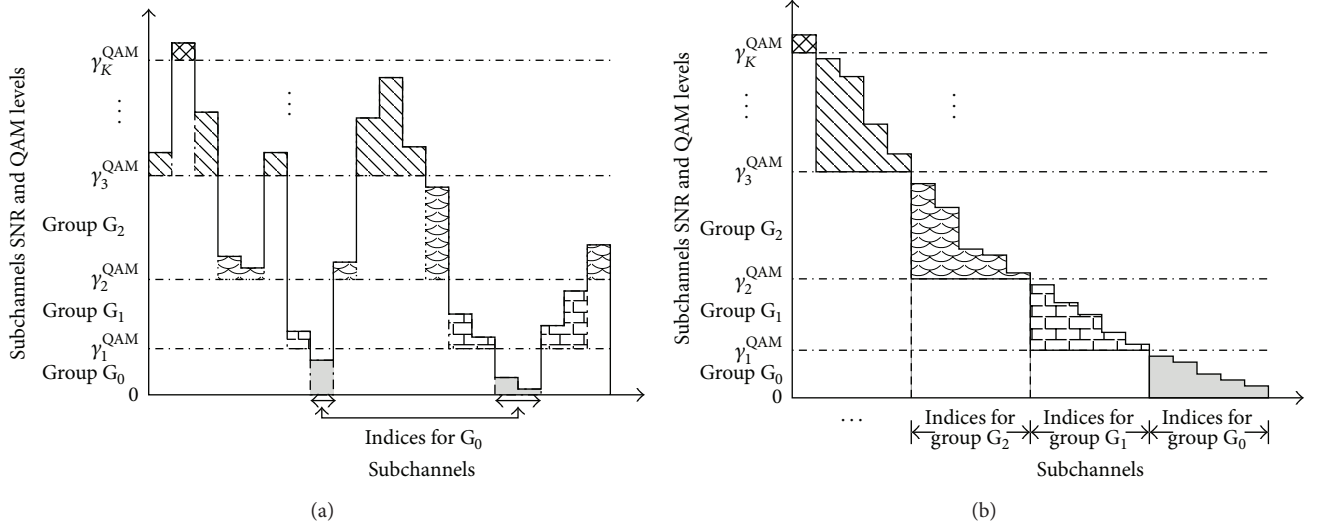 Subchannels SNR and QAM levels
γ_K^QAM
⋮
⋮
γ_3^QAM
Group G_2
γ_2^QAM
Group G_1
γ_1^QAM
Group G_0
0
Indices for G_0
Subchannels
(a)
Subchannels SNR and QAM levels
γ_K^QAM
⋮
⋮
γ_3^QAM
Group G_2
γ_2^QAM
Group G_1
γ_1^QAM
Group G_0
0
…
Indices for
group G_2
Indices for
group G_1
Indices for
group G_0
Subchannels
(b)